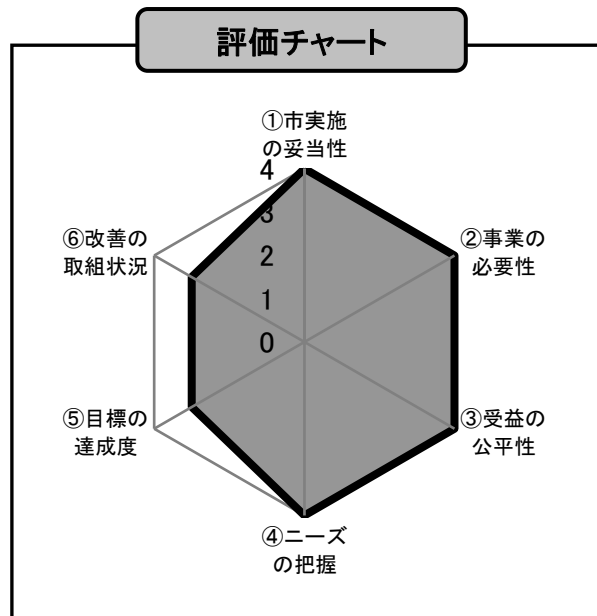 評価チャート
①市実施
の妥当性
4
3
2
1
0
②事業の
必要性
③受益の
公平性
④ニーズ
の把握
⑤目標の
達成度
⑥改善の
取組状況